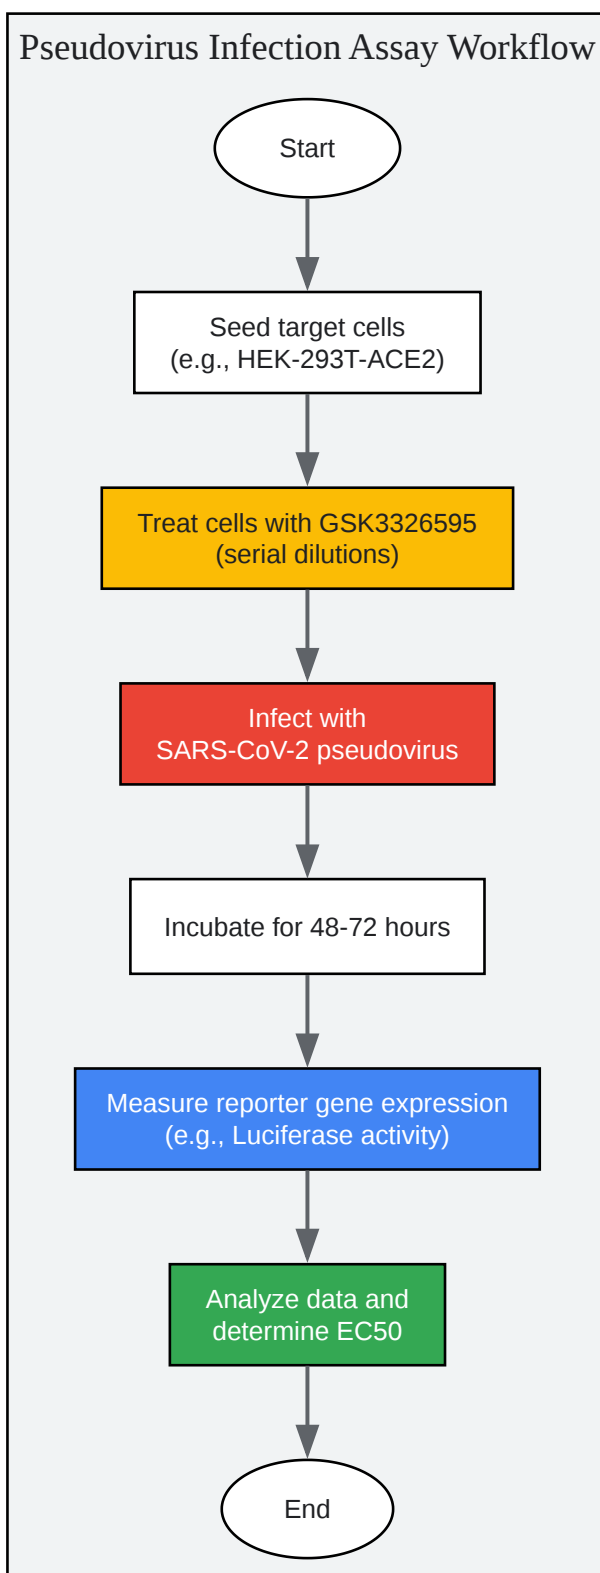 Pseudovirus Infection Assay Workflow
Start
Seed target cells
(e.g., HEK-293T-ACE2)
Treat cells with GSK3326595
(serial dilutions)
Infect with
SARS-CoV-2 pseudovirus
Incubate for 48-72 hours
Measure reporter gene expression
(e.g., Luciferase activity)
Analyze data and
determine EC50
End